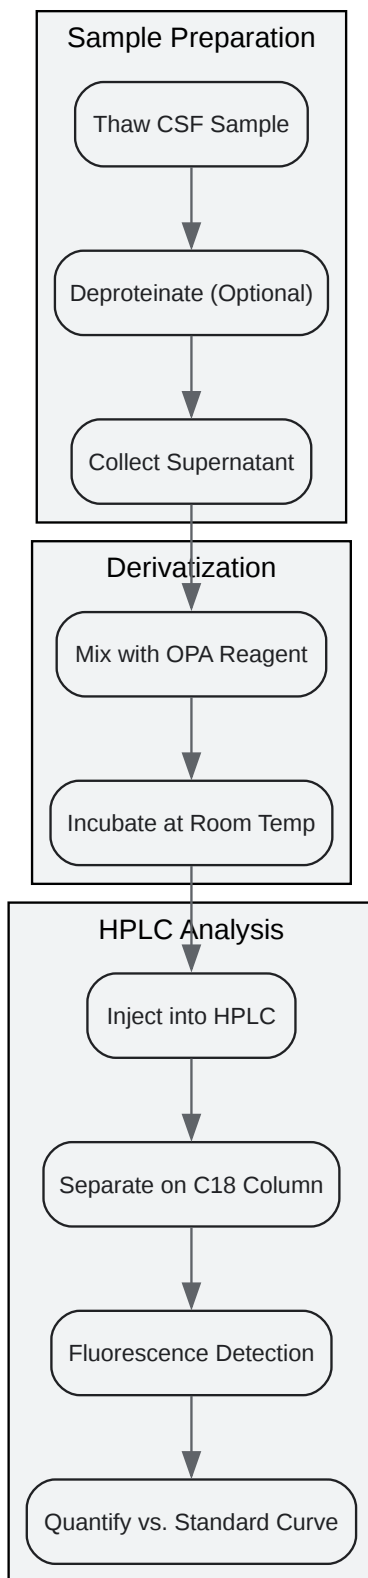 Sample Preparation
Thaw CSF Sample
Deproteinate (Optional)
Collect Supernatant
Derivatization
Mix with OPA Reagent
Incubate at Room Temp
HPLC Analysis
Inject into HPLC
Separate on C18 Column
Fluorescence Detection
Quantify vs. Standard Curve